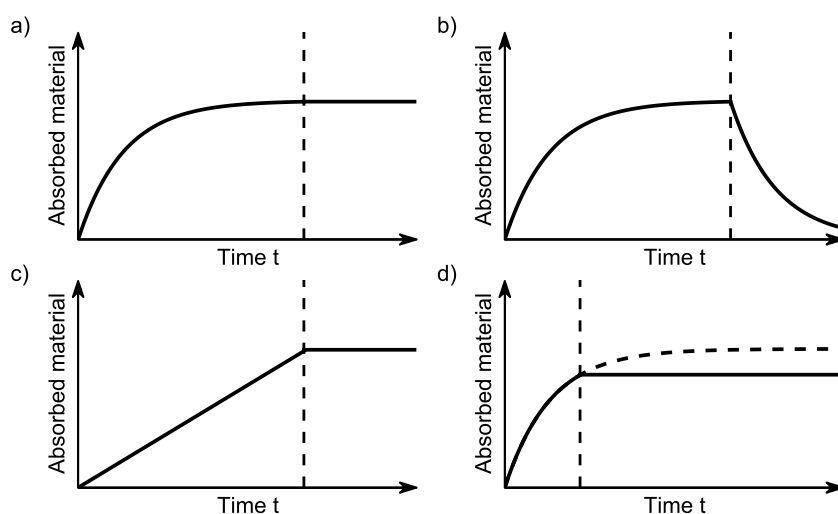 a)
Absorbed material
Time t
b)
Absorbed material
Time t
c)
Absorbed material
Time t
d)
Absorbed material
Time t